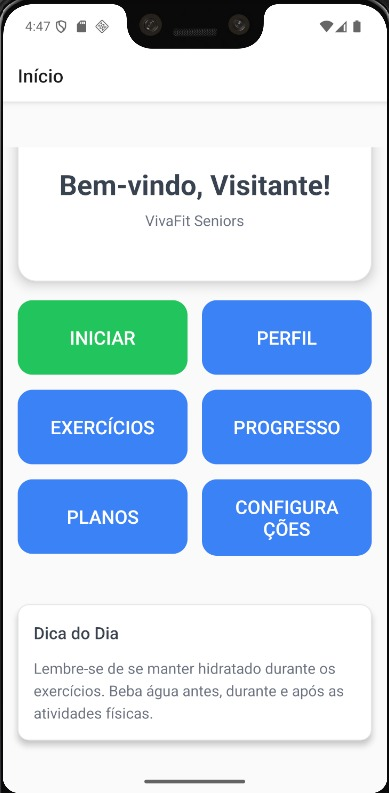 4:47
Início
Bem-vindo, Visitante!
VivaFit Seniors
INICIAR
PERFIL
EXERCÍCIOS
PROGRESSO
PLANOS
CONFIGURA
ÇÕES
Dica do Dia
Lembre-se de se manter hidratado durante os
exercícios. Beba água antes, durante e após as
atividades físicas.